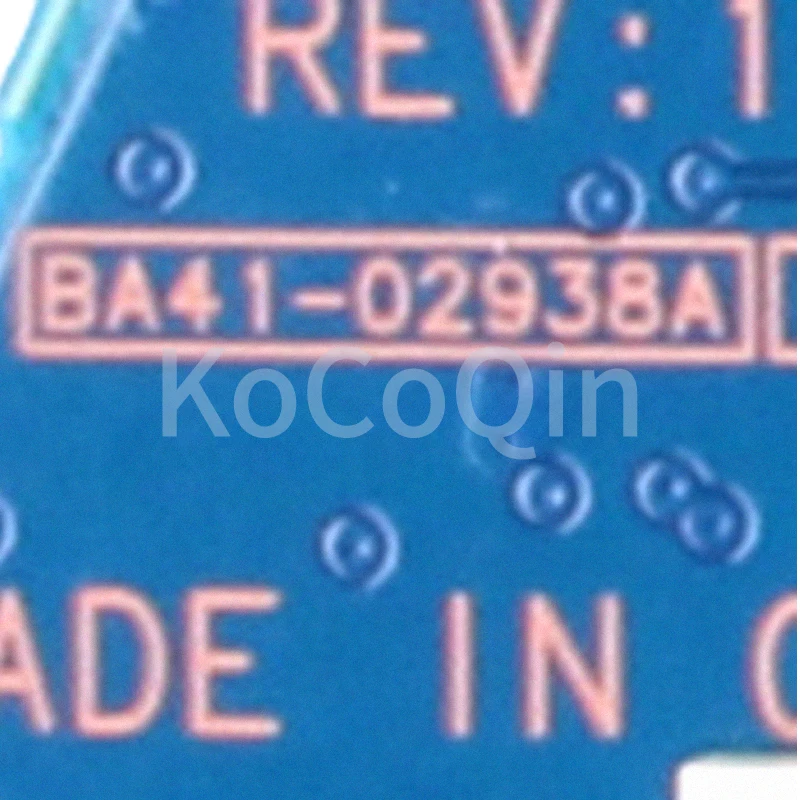 REV:1
BA41-02938A
KoCoQin
ADE IN C